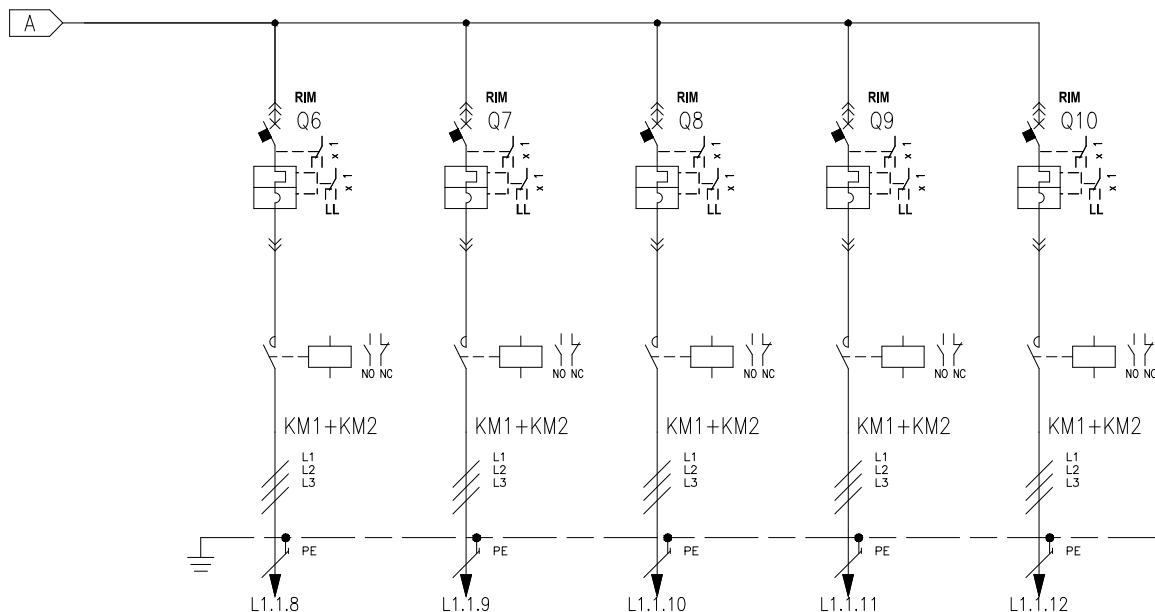 A
RIM RIM RIM RIM RIM
Q6 Q7 Q8 Q9 Q10
x 1 x 1 x 1 x 1 x 1
x 1 x 1 x 1 x 1 x 1
LL LL LL LL LL
NO NC NO NC NO NC NO NC NO NC
KM1+KM2 KM1+KM2 KM1+KM2 KM1+KM2 KM1+KM2
L1 L1 L1 L1 L1
L2 L2 L2 L2 L2
L3 L3 L3 L3 L3
PE PE PE PE PE
L1.1.8 L1.1.9 L1.1.10 L1.1.11 L1.1.12